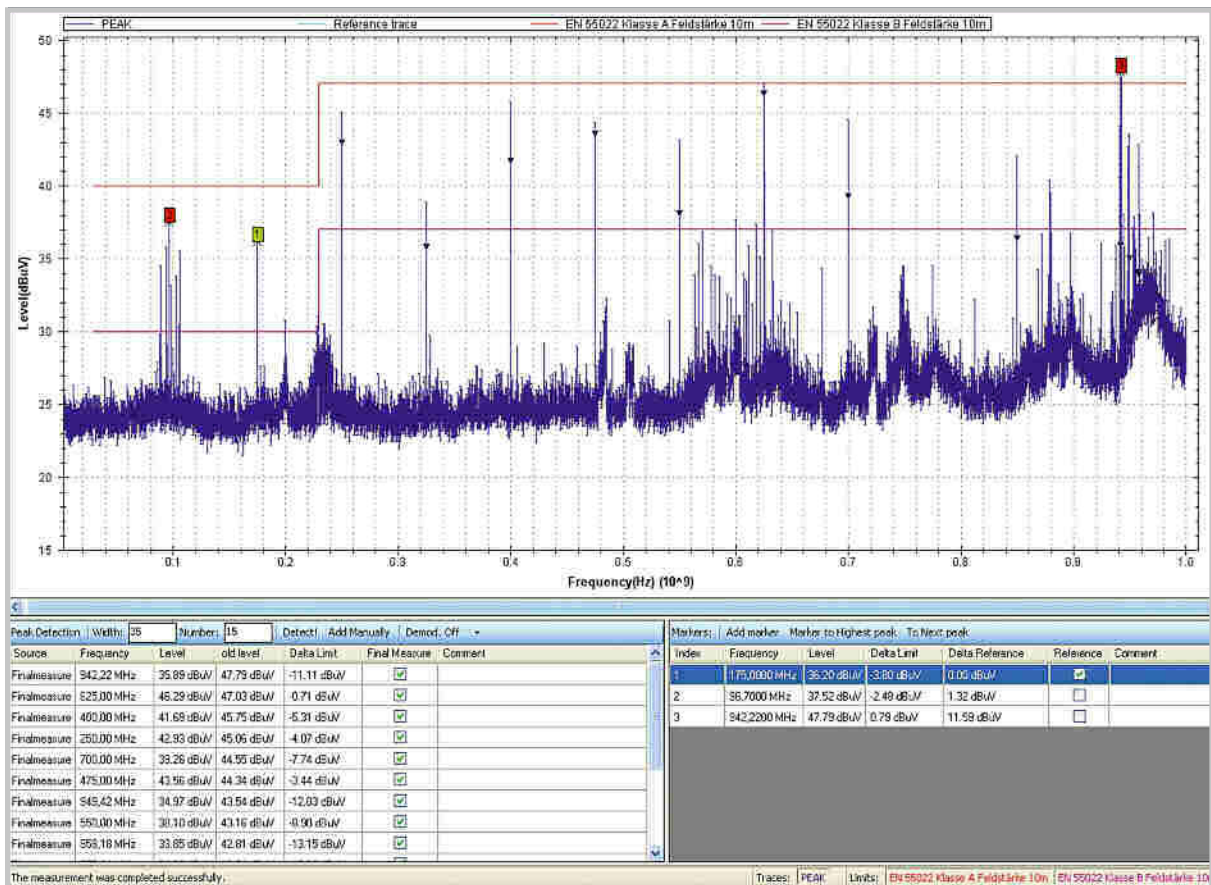 PEAK Reference trace EN 55022 Klasse A Feldstärke 10m EN 55022 Klasse B Feldstärke 10m
50
45
40
35
30
25
20
15
Level(dBuV)
2
1
3
0.1 0.2 0.3 0.4 0.5 0.6 0.7 0.8 0.9 1.0
Frequency(Hz) (10^9)
Peak Detection Width: 35 Number: 15 Detect! Add Manually Demod. Off
Source Frequency Level old level Delta Limit Final Measure Comment
Finalmeasure 942,22 MHz 35.89 dBuV 47.79 dBuV -11.11 dBuV
Finalmeasure 625,00 MHz 46.29 dBuV 47.03 dBuV -0.71 dBuV
Finalmeasure 400,00 MHz 41.69 dBuV 45.75 dBuV -5.31 dBuV
Finalmeasure 250,00 MHz 42.93 dBuV 45.06 dBuV -4.07 dBuV
Finalmeasure 700,00 MHz 39.26 dBuV 44.55 dBuV -7.74 dBuV
Finalmeasure 475,00 MHz 43.56 dBuV 44.34 dBuV -3.44 dBuV
Finalmeasure 949,42 MHz 34.97 dBuV 43.54 dBuV -12.03 dBuV
Finalmeasure 550,00 MHz 38.10 dBuV 43.16 dBuV -8.90 dBuV
Finalmeasure 958,18 MHz 33.85 dBuV 42.81 dBuV -13.15 dBuV
Markers: Add marker Marker to Highest peak To Next peak
Index Frequency Level Delta Limit Delta Reference Reference Comment
1 175,0000 MHz 36.20 dBuV -3.80 dBuV 0.00 dBuV
2 96,7000 MHz 37.52 dBuV -2.48 dBuV 1.32 dBuV
3 942,2200 MHz 47.79 dBuV 0.79 dBuV 11.59 dBuV
The measurement was completed successfully. Traces: PEAK Limits: EN 55022 Klasse A Feldstärke 10m EN 55022 Klasse B Feldstärke